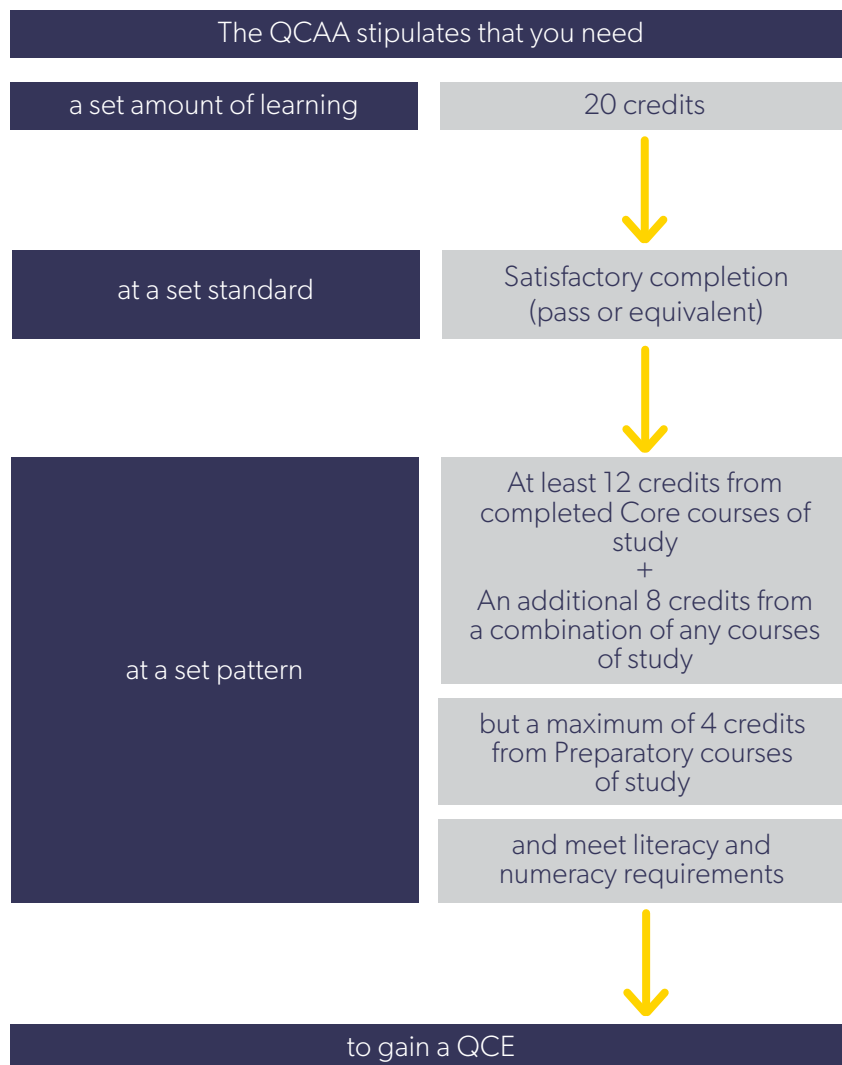 The QCAA stipulates that you need
a set amount of learning
20 credits
at a set standard
Satisfactory completion
(pass or equivalent)
at a set pattern
At least 12 credits from
completed Core courses of
study
+
An additional 8 credits from
a combination of any courses
of study
but a maximum of 4 credits
from Preparatory courses
of study
and meet literacy and
numeracy requirements
to gain a QCE